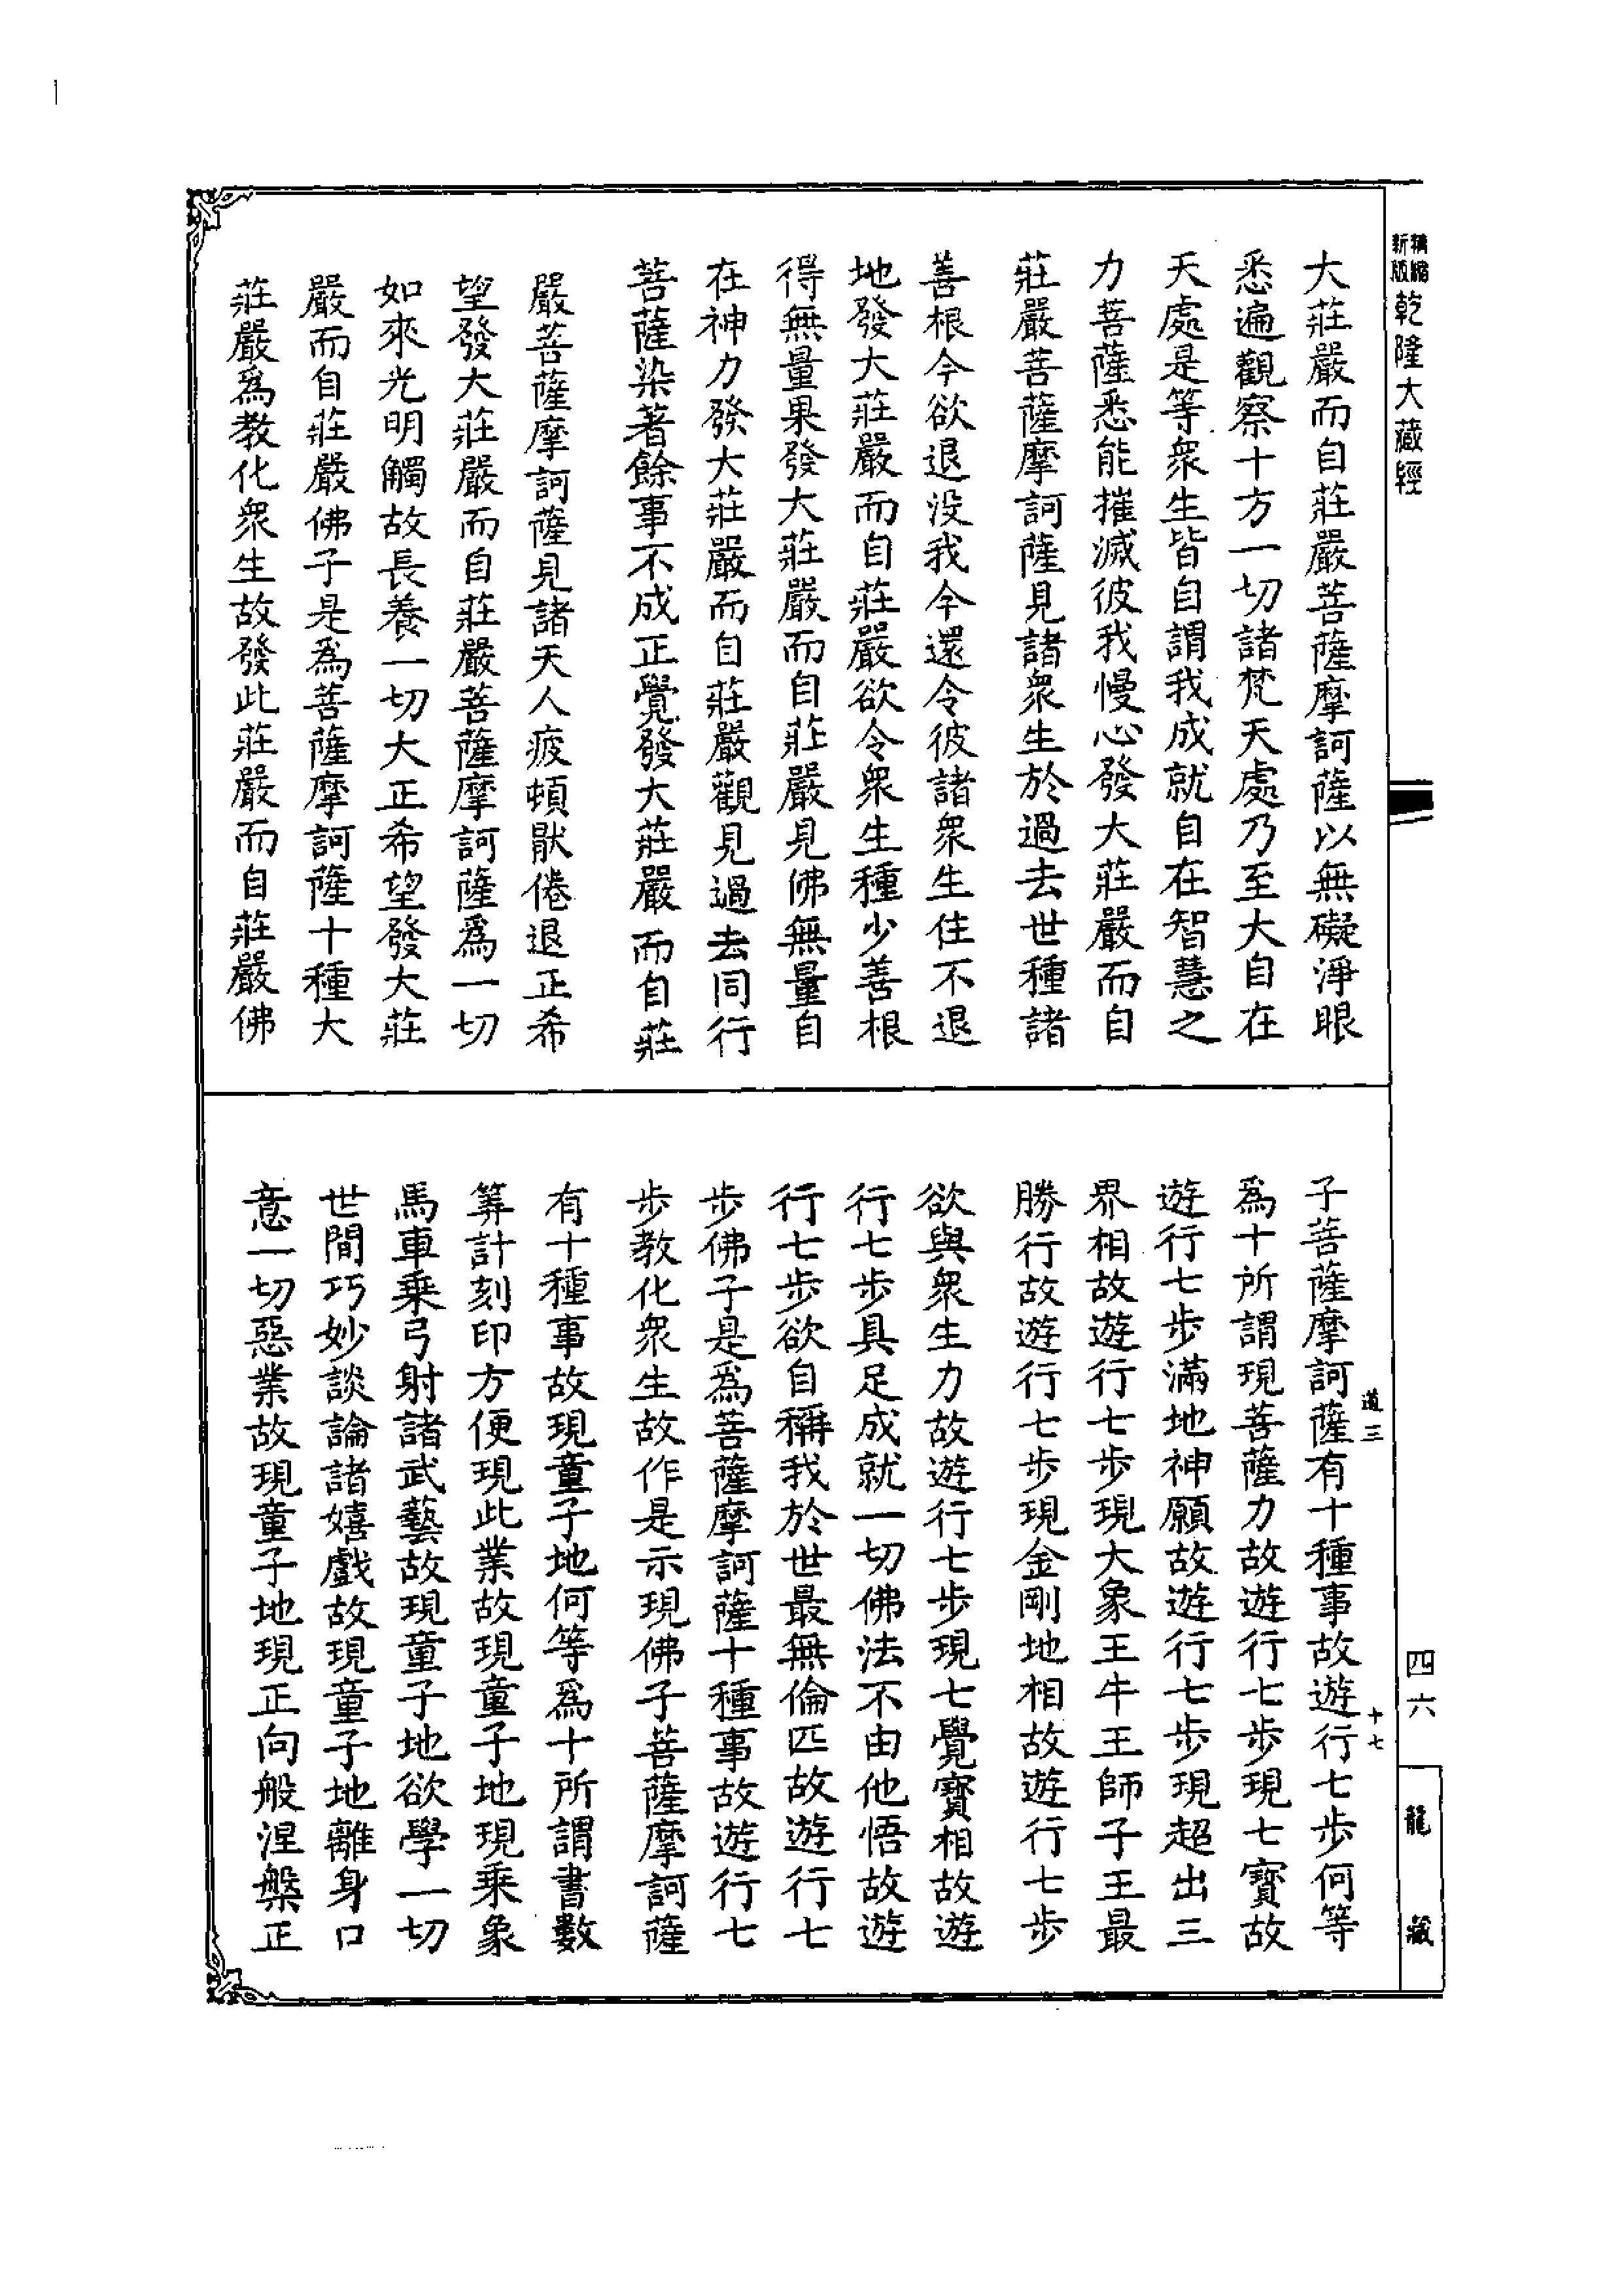 精縮新版
乾隆大藏經
大莊嚴而自莊嚴菩薩摩訶薩以無礙淨眼
悉遍觀察十方一切諸梵天處乃至大自在
天處是等衆生皆自謂我成就自在智慧之
力菩薩悉能摧滅彼我慢心發大莊嚴而自
莊嚴菩薩摩訶薩見諸衆生於過去世種諸
善根今欲退没我今還令彼諸衆生住不退
地發大莊嚴而自莊嚴欲令衆生種少善根
得無量果發大莊嚴而自莊嚴見佛無量自
在神力發大莊嚴而自莊嚴觀見過去同行
菩薩染著餘事不成正覺發大莊嚴而自莊
嚴菩薩摩訶薩見諸天人疲頓猒倦退正希
望發大莊嚴而自莊嚴菩薩摩訶薩爲一切
如來光明觸故長養一切大正希望發大莊
嚴而自莊嚴佛子是爲菩薩摩訶薩十種大
莊嚴爲教化衆生故發此莊嚴而自莊嚴佛
子菩薩摩訶薩有十種事故遊行七步何等
爲十所謂現菩薩力故遊行七步現七寶故
遊行七步滿地神願故遊行七步現超出三
界相故遊行七步現大象王牛王師子王最
勝行故遊行七步現金剛地相故遊行七步
欲與衆生力故遊行七步現七覺寶相故遊
行七步具足成就一切佛法不由他悟故遊
行七步欲自稱我於世最無倫匹故遊行七
步佛子是爲菩薩摩訶薩十種事故遊行七
步教化衆生故作是示現佛子菩薩摩訶薩
有十種事故現童子地何等爲十所謂書數
筭計刻印方便現此業故現童子地現乘象
馬車乘弓射諸武藝故現童子地欲學一切
世間巧妙談論諸嬉戲故現童子地離身口
意一切惡業故現童子地現正向般涅槃正
道三
十七
四六
龍藏